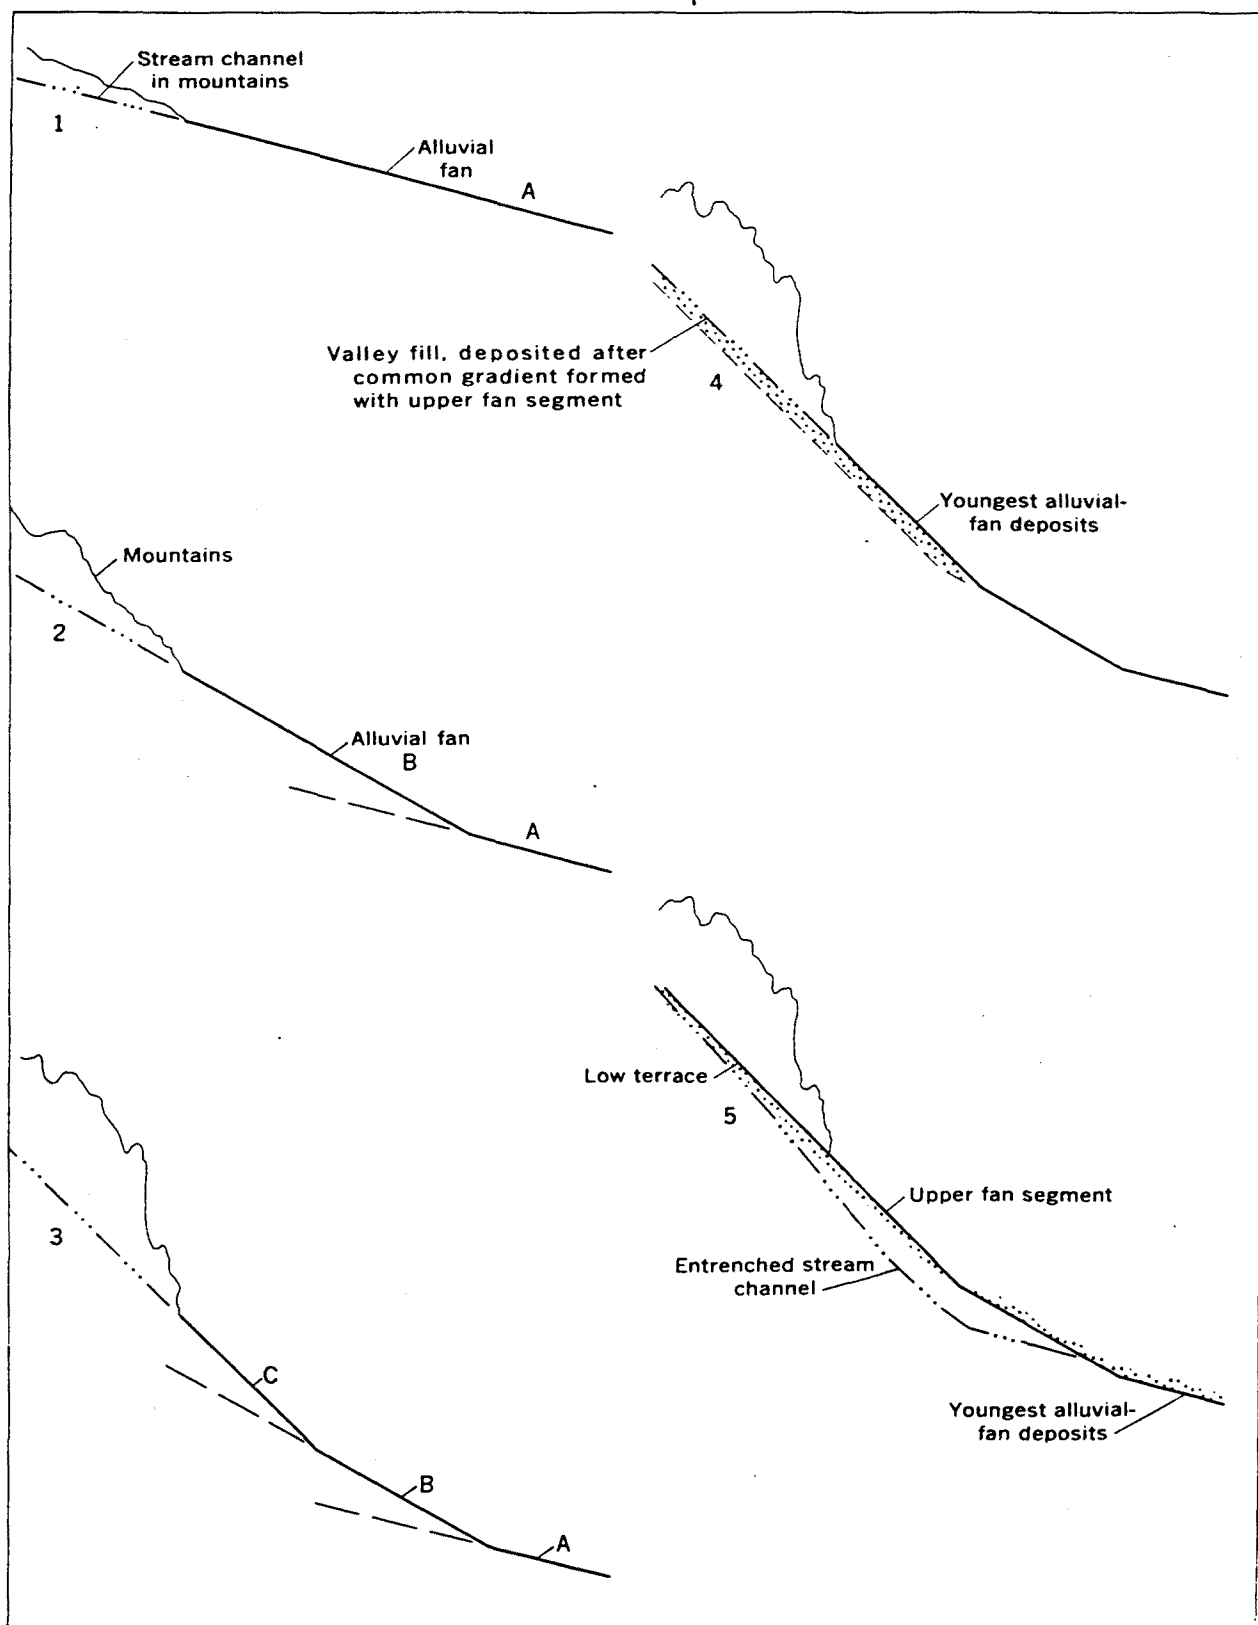 Stream channel
in mountains
1
Alluvial
fan
A
Valley fill, deposited after
common gradient formed
with upper fan segment
4
Youngest alluvial-
fan deposits
Mountains
2
Alluvial fan
B
A
Low terrace
5
Upper fan segment
3
Entrenched stream
channel
C
Youngest alluvial-
fan deposits
B
A